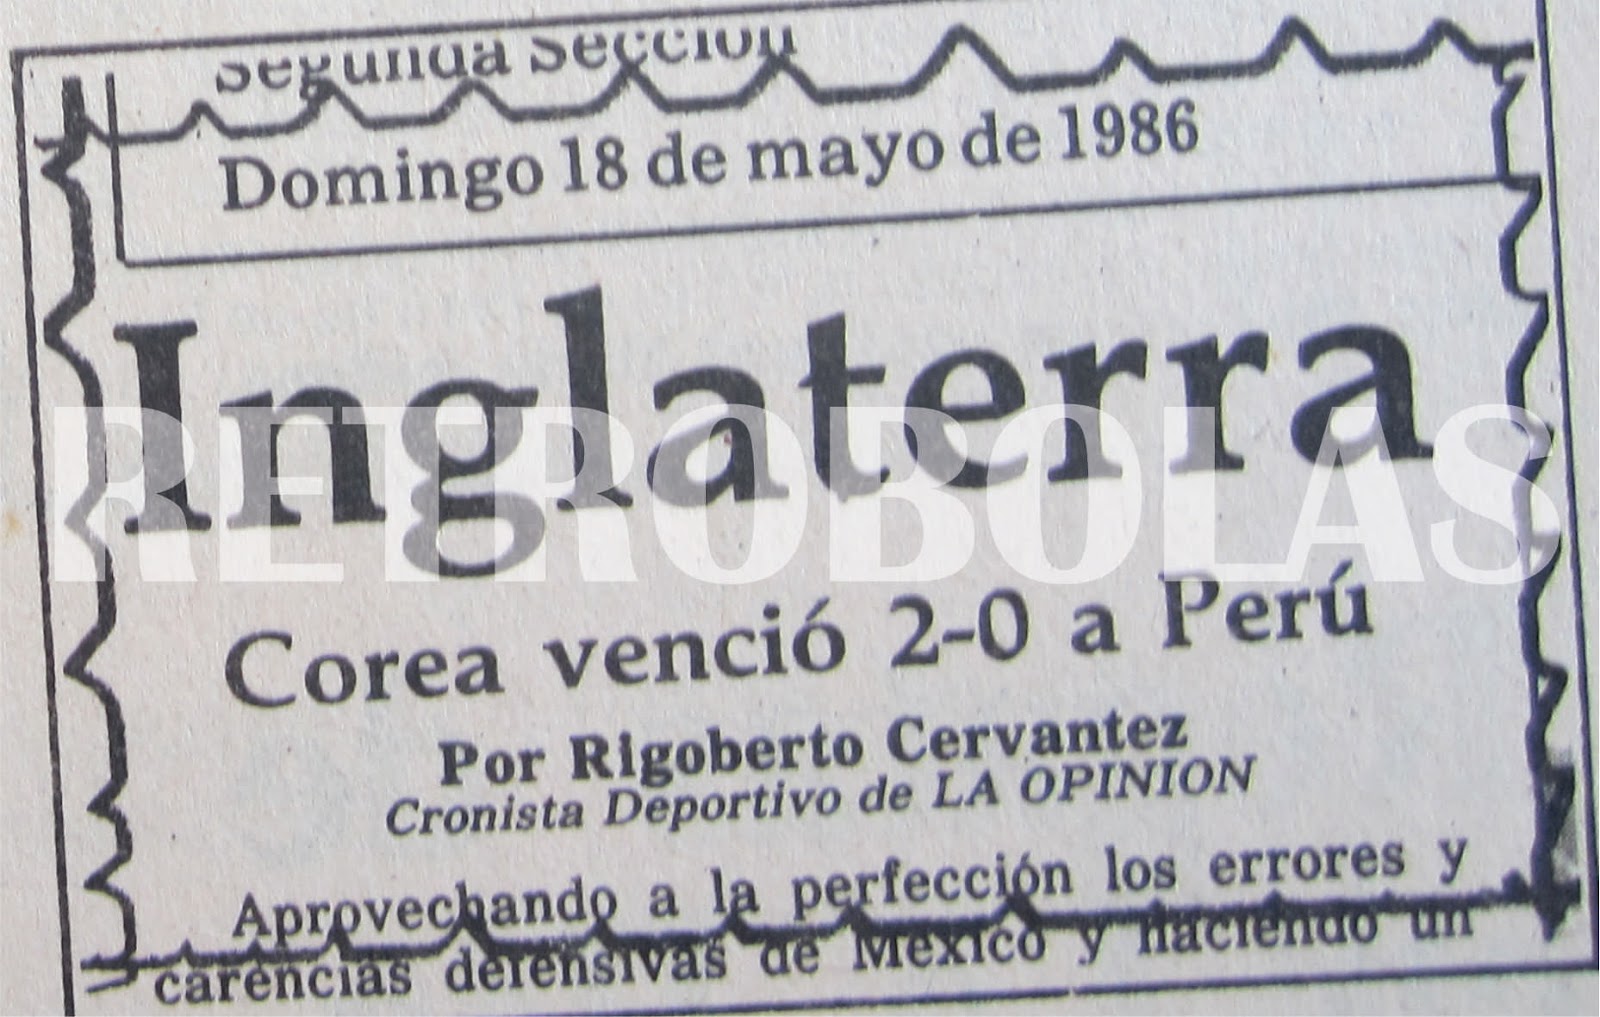 Segunda Sección
Domingo 18 de mayo de 1986
Inglaterra
RETROBOLAS
Corea venció 2-0 a Perú
Por Rigoberto Cervantez
Cronista Deportivo de LA OPINION
Aprovechando a la perfección los errores y
carencias defensivas de México y haciendo un